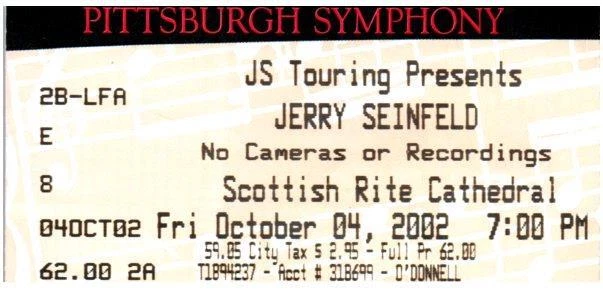 PITTSBURGH SYMPHONY
2B-LFA
JS Touring Presents
E
JERRY SEINFELD
No Cameras or Recordings
8
Scottish Rite Cathedral
04OCT02 Fri October 04, 2002 7:00 PM
59.05 City Tax $ 2.95 - Full Pr 62.00
62.00 2A
T1894237 - Acct # 318699 - O'DONNELL